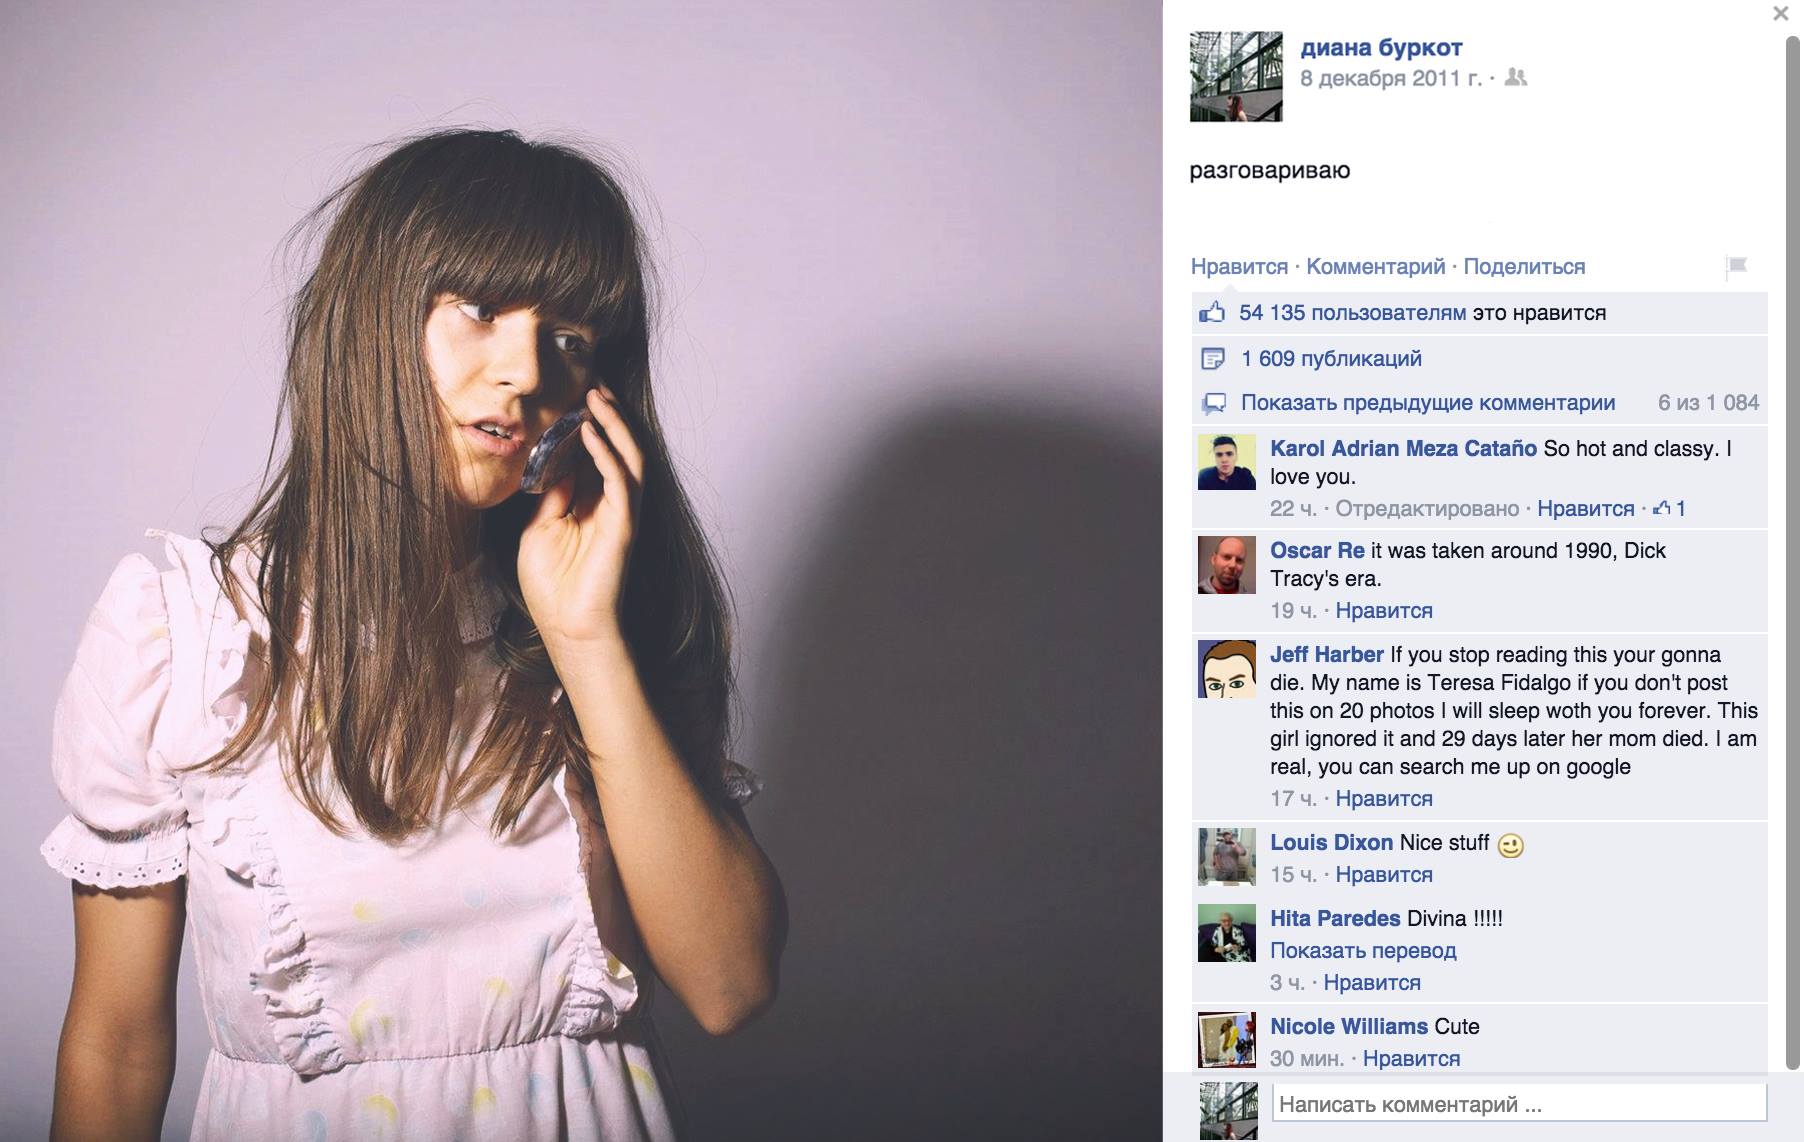 диана буркот
8 декабря 2011 г. ·
разговариваю
Нравится · Комментарий · Поделиться
54 135 пользователям это нравится
1 609 публикаций
Показать предыдущие комментарии 6 из 1 084
Karol Adrian Meza Cataño So hot and classy. I
love you.
22 ч. · Отредактировано · Нравится · 1
Oscar Re it was taken around 1990, Dick
Tracy's era.
19 ч. · Нравится
Jeff Harber If you stop reading this your gonna
die. My name is Teresa Fidalgo if you don't post
this on 20 photos I will sleep woth you forever. This
girl ignored it and 29 days later her mom died. I am
real, you can search me up on google
17 ч. · Нравится
Louis Dixon Nice stuff 😉
15 ч. · Нравится
Hita Paredes Divina !!!!!
Показать перевод
3 ч. · Нравится
Nicole Williams Cute
30 мин. · Нравится
Написать комментарий ...